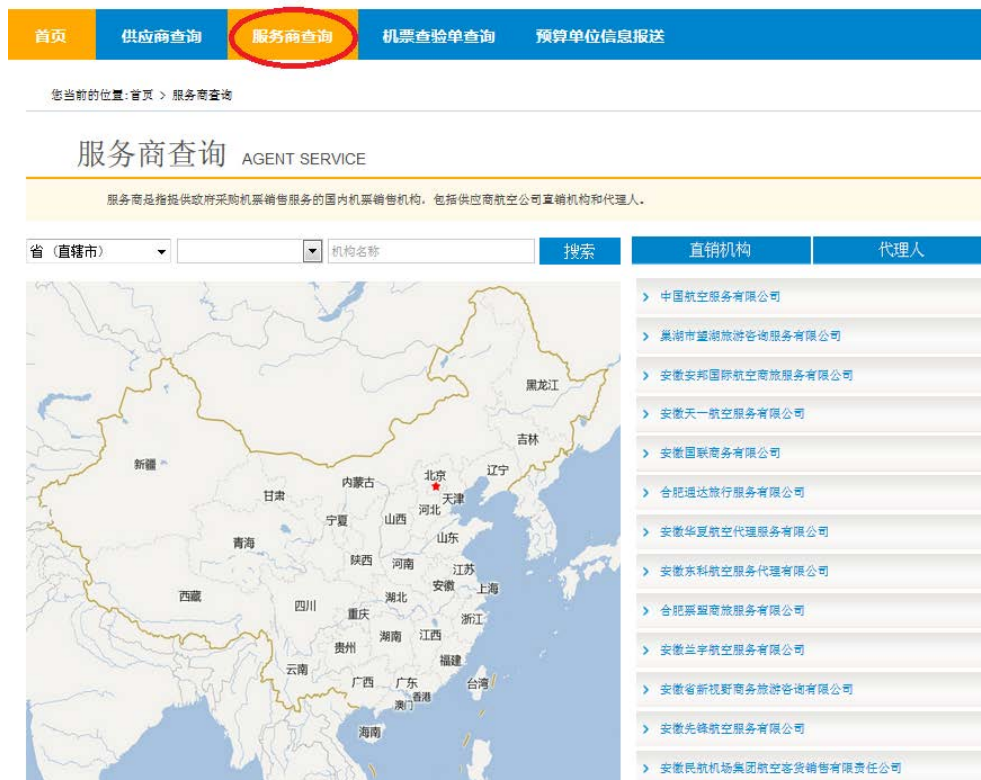 首页 供应商查询 服务商查询 机票查验单查询 预算单位信息报送
您当前的位置:首页 > 服务商查询
服务商查询 AGENT SERVICE
服务商是指提供政府采购机票销售服务的国内机票销售机构，包括供应商航空公司直销机构和代理人。
省（直辖市） 机构名称 搜索 直销机构 代理人
中国航空服务有限公司
巢湖市望湖旅游咨询服务有限公司
安徽安邦国际航空商旅服务有限公司
安徽天一航空服务有限公司
安徽国联商务有限公司
合肥通达旅行服务有限公司
安徽华夏航空代理服务有限公司
安徽东科航空服务代理有限公司
合肥票盟商旅服务有限公司
安徽兰宇航空服务有限公司
安徽省新视野商务旅游咨询有限公司
安徽先锋航空服务有限公司
安徽民航机场集团航空客货销售有限责任公司
黑龙江
吉林
新疆
内蒙古
北京
辽宁
甘肃
天津
河北
宁夏
山西
山东
青海
陕西
河南
江苏
安徽
上海
西藏
四川
湖北
重庆
浙江
湖南
江西
贵州
福建
云南
广西
广东
台湾
香港
澳门
海南